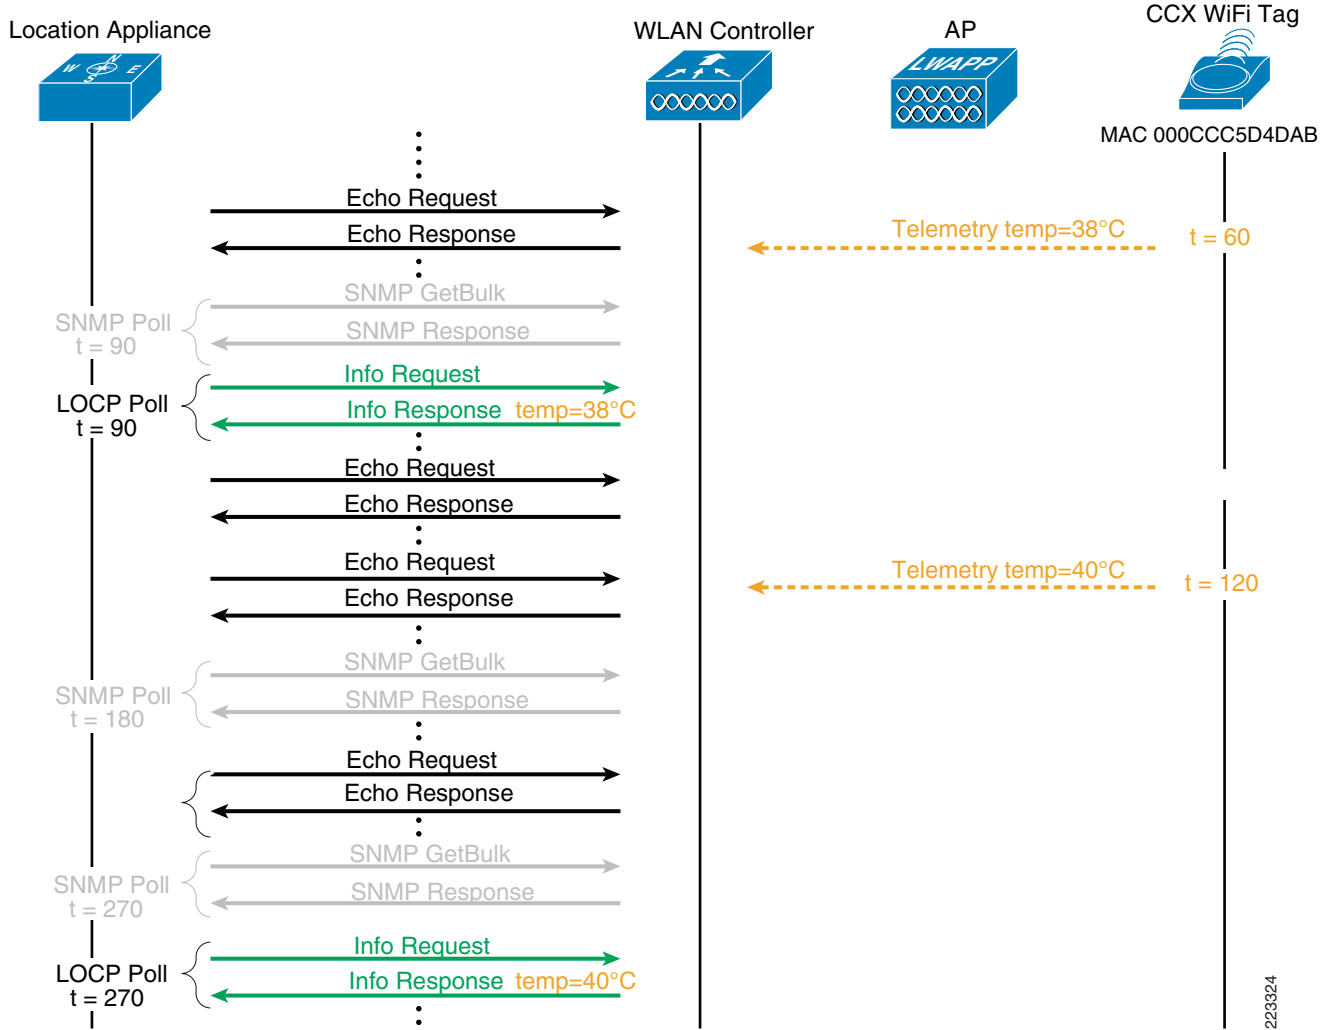 Location Appliance
WLAN Controller
AP
CCX WiFi Tag
W N E S
LWAPP
MAC 000CCC5D4DAB
Echo Request
Echo Response
Telemetry temp=38°C
t = 60
SNMP GetBulk
SNMP Response
SNMP Poll
t = 90
Info Request
Info Response temp=38°C
LOCP Poll
t = 90
Echo Request
Echo Response
Echo Request
Echo Response
Telemetry temp=40°C
t = 120
SNMP GetBulk
SNMP Response
SNMP Poll
t = 180
Echo Request
Echo Response
SNMP GetBulk
SNMP Response
SNMP Poll
t = 270
Info Request
Info Response temp=40°C
LOCP Poll
t = 270
223324